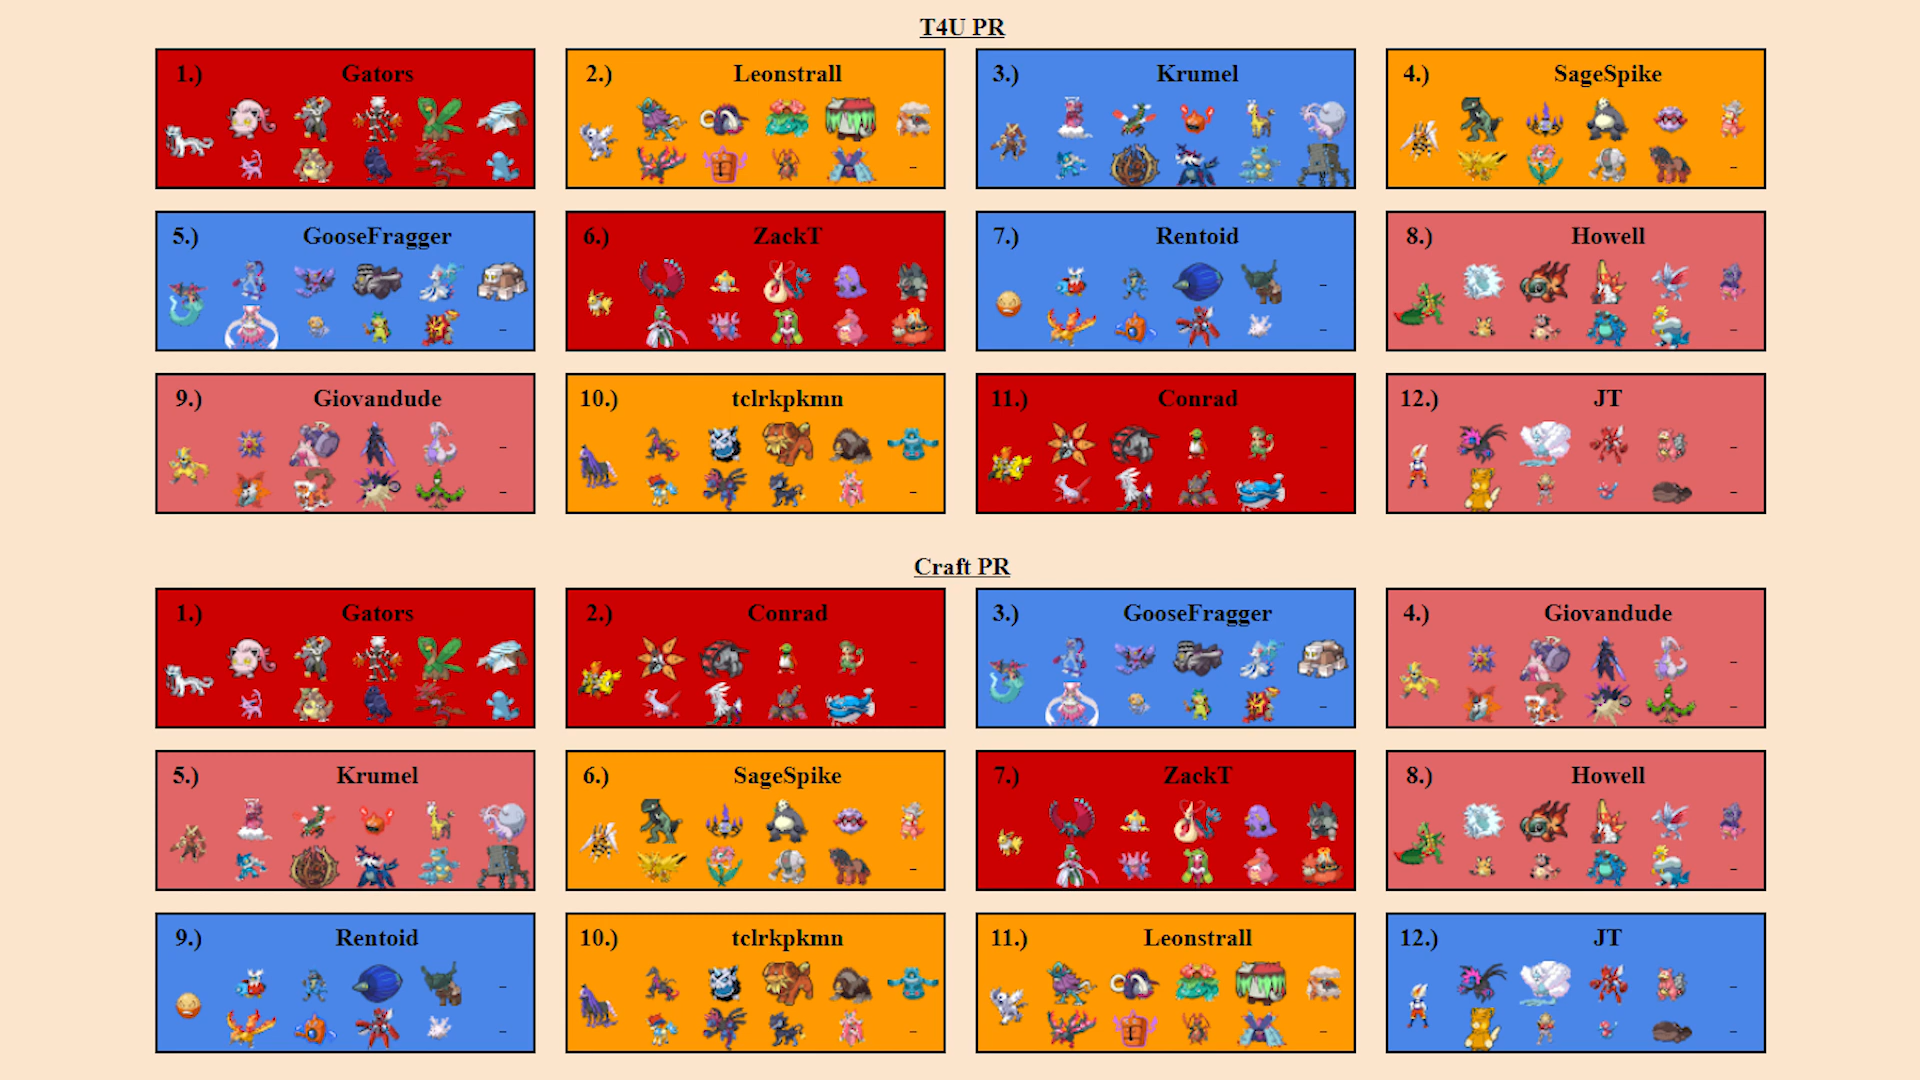 T4U PR
1.) Gators
2.) Leonstrall
3.) Krumel
4.) SageSpike
-
-
5.) GooseFragger
6.) ZackT
7.) Rentoid
8.) Howell
-
-
-
-
9.) Giovandude
10.) tclrkpkmn
11.) Conrad
12.) JT
-
-
-
-
-
-
-
Craft PR
1.) Gators
2.) Conrad
3.) GooseFragger
4.) Giovandude
-
-
-
-
-
5.) Krumel
6.) SageSpike
7.) ZackT
8.) Howell
-
-
9.) Rentoid
10.) tclrkpkmn
11.) Leonstrall
12.) JT
-
-
-
-
-
-